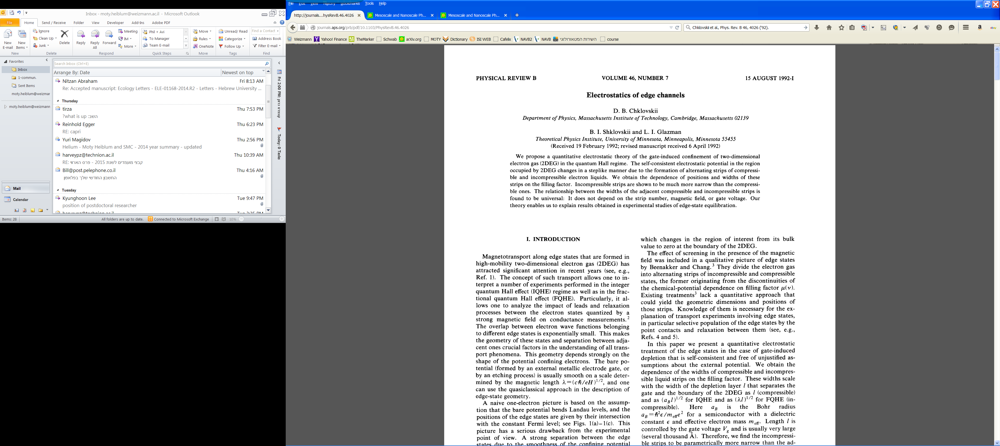 Inbox - moty.heiblum@weizmann.ac.il - Microsoft Outlook
File Home Send / Receive Folder View Developer Add-Ins Adobe PDF
New E-mail
New Items
New
Ignore
Clean Up
Junk
Delete
Delete
Reply
Reply All
Forward
Meeting
IM
More
Respond
Phil + Avi
To Manager
Team E-mail
Quick Steps
Move
Rules
OneNote
Move
Unread/ Read
Categorize
Follow Up
Tags
Find a Contact
Address Book
Filter E-mail
Find
Favorites
Inbox
1-commun.
Sent Items
moty.heiblum@weizmar
moty.heiblum@weizmann
Mail
Calendar
Search Inbox (Ctrl+E)
Arrange By: Date Newest on top
Nitzan Abraham Fri 8:13 AM
Re: Accepted manuscript: Ecology Letters - ELE-01168-2014.R2 - Letters - Hebrew University ...
Thursday
tirza Thu 7:53 PM
?what is up :השב
Reinhold Egger Thu 6:23 PM
RE: capri
Yuri Magidov Thu 2:56 PM
Helium - Moty Heiblum and SMC - 2014 year summary - updated
harveypz@technion.ac.il Thu 10:39 AM
RE: קבצי מועמדים לשנת 2015 - פרס הארווי
Bill@post.pelephone.co.il Thu 4:16 AM
החשבון החודשי שלך בפלאפון
Tuesday
Kyunghoon Lee Tue 9:47 PM
position of postdoctoral researcher
harveypz@technion.ac.il Tue 3:35 PM
Fri 2:00 PM:
Today: 0 Tasks
Items: 28 All folders are up to date. Connected to Microsoft Exchange 10%
File Edit View History Bookmarks Tools Help
http://journals....hysRevB.46.4026 Mesoscale and Nanoscale Ph... Mesoscale and Nanoscale Ph...
journals.aps.org/prb/pdf/10.1103/PhysRevB.46.4026 Chklovski et al., Phys. Rev. B 46, 4026 ('92).
Weizmann Yahoo! Finance TheMarker Schwab arXiv.org MOTY Dictionary ISI WEB Cafelix NAVB2 NAVB השירות המטאורולוגי course
PHYSICAL REVIEW B VOLUME 46, NUMBER 7 15 AUGUST 1992-I
Electrostatics of edge channels
D. B. Chklovskii
Department of Physics, Massachusetts Institute of Technology, Cambridge, Massachusetts 02139
B. I. Shklovskii and L. I. Glazman
Theoretical Physics Institute, University of Minnesota, Minneapolis, Minnesota 55455
(Received 19 February 1992; revised manuscript received 6 April 1992)
We propose a quantitative electrostatic theory of the gate-induced confinement of two-dimensional
electron gas (2DEG) in the quantum Hall regime. The self-consistent electrostatic potential in the region
occupied by 2DEG changes in a steplike manner due to the formation of alternating strips of compressi-
ble and incompressible electron liquids. We obtain the dependence of positions and widths of these
strips on the filling factor. Incompressible strips are shown to be much more narrow than the compressi-
ble ones. The relationship between the widths of the adjacent compressible and incompressible strips is
found to be universal: It does not depend on the strip number, magnetic field, or gate voltage. Our
theory enables us to explain results obtained in experimental studies of edge-state equilibration.
I. INTRODUCTION
Magnetotransport along edge states that are formed in
high-mobility two-dimensional electron gas (2DEG) has
attracted significant attention in recent years (see, e.g.,
Ref. 1). The concept of such transport allows one to in-
terpret a number of experiments performed in the integer
quantum Hall effect (IQHE) regime as well as in the frac-
tional quantum Hall effect (FQHE). Particularly, it al-
lows one to analyze the impact of leads and relaxation
processes between the electron states quantized by a
strong magnetic field on conductance measurements.²
The overlap between electron wave functions belonging
to different edge states is exponentially small. This makes
the geometry of these states and separation between adja-
cent ones crucial factors in the understanding of all trans-
port phenomena. This geometry depends strongly on the
shape of the potential confining electrons. The bare po-
tential (formed by an external metallic electrode gate, or
by an etching process) is usually smooth on a scale deter-
mined by the magnetic length λ=(cħ/eH)^1/2, and one
can use the quasiclassical approach in the description of
edge-state geometry.
A naive one-electron picture is based on the assump-
tion that the bare potential bends Landau levels, and the
positions of the edge states are given by their intersection
with the constant Fermi level; see Figs. 1(a)–1(c). This
picture has a serious drawback from the experimental
point of view. A strong separation between the edge
states due to the smoothness of the confining potential
which changes in the region of interest from its bulk
value to zero at the boundary of the 2DEG.
The effect of screening in the presence of the magnetic
field was included in a qualitative picture of edge states
by Beenakker and Chang.³ They divide the electron gas
into alternating strips of incompressible and compressible
states, the former originating from the discontinuities of
the chemical-potential dependence on filling factor μ(ν).
Existing treatments³ lack a quantitative approach that
could yield the geometric dimensions and positions of
those strips. Knowledge of them is necessary for the ex-
planation of transport experiments involving edge states,
in particular selective population of the edge states by the
point contacts and relaxation between them (see, e.g.,
Refs. 4 and 5).
In this paper we present a quantitative electrostatic
treatment of the edge states in the case of gate-induced
depletion that is self-consistent and free of unjustified as-
sumptions about the external potential. We obtain the
dependence of the widths of compressible and incompres-
sible liquid strips on the filling factor. These widths scale
with the width of the depletion layer l that separates the
gate and the boundary of the 2DEG as l (compressible)
and as (a_B l)^1/2 for IQHE and as (λl)^1/2 for FQHE (in-
compressible). Here a_B is the Bohr radius
a_B=ħ²ε/m_eff e² for a semiconductor with a dielectric
constant ε and effective electron mass m_eff. Length l is
controlled by the gate voltage V_g and is usually very large
(several thousand Å). Therefore, we find the incompressi-
ble strips to be parametrically more narrow than the ad-